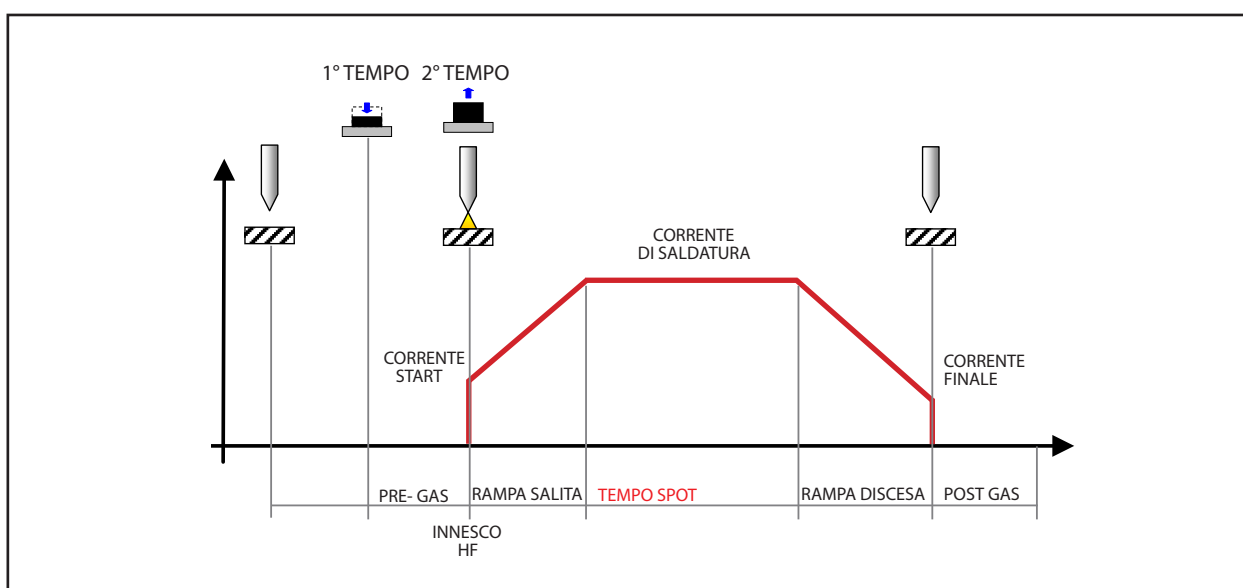 1° TEMPO 2° TEMPO
CORRENTE
DI SALDATURA
CORRENTE
START
CORRENTE
FINALE
PRE- GAS RAMPA SALITA TEMPO SPOT RAMPA DISCESA POST GAS
INNESCO
HF